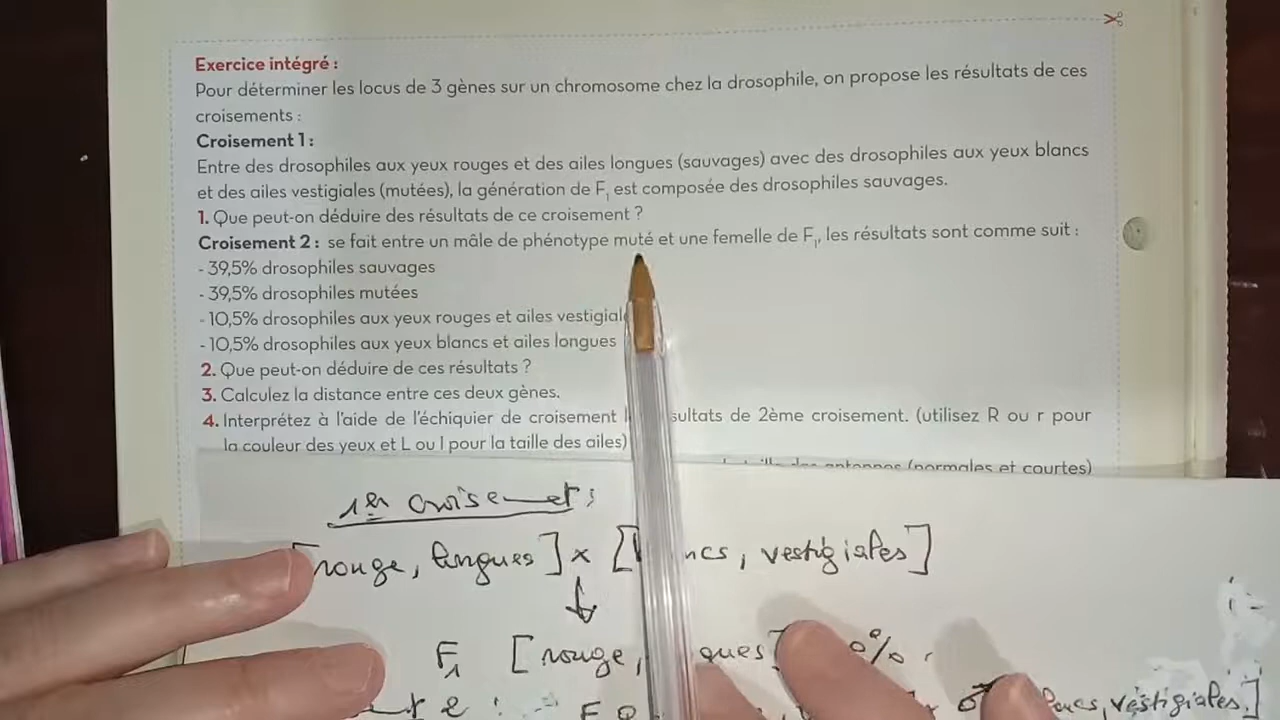 Exercice intégré :
Pour déterminer les locus de 3 gènes sur un chromosome chez la drosophile, on propose les résultats de ces
croisements :
Croisement 1 :
Entre des drosophiles aux yeux rouges et des ailes longues (sauvages) avec des drosophiles aux yeux blancs
et des ailes vestigiales (mutées), la génération de F₁ est composée des drosophiles sauvages.
1. Que peut-on déduire des résultats de ce croisement ?
Croisement 2 : se fait entre un mâle de phénotype muté et une femelle de F₁, les résultats sont comme suit :
- 39,5% drosophiles sauvages
- 39,5% drosophiles mutées
- 10,5% drosophiles aux yeux rouges et ailes
- 10,5% drosophiles aux yeux blancs et ailes longues
2. Que peut-on déduire de ces résultats ?
3. Calculez la distance entre ces deux gènes.
4. Interprétez à l'aide de l'échiquier de croisement de 2ème croisement. (utilisez R ou r pour
la couleur des yeux et L ou l pour la taille des ailes)
antennes (normales et courtes)
1er croisement :
[rouge, longues] x [ , vestigiales]
F₁ [rouge, 0%
F ♀ ♂ vestigiales]